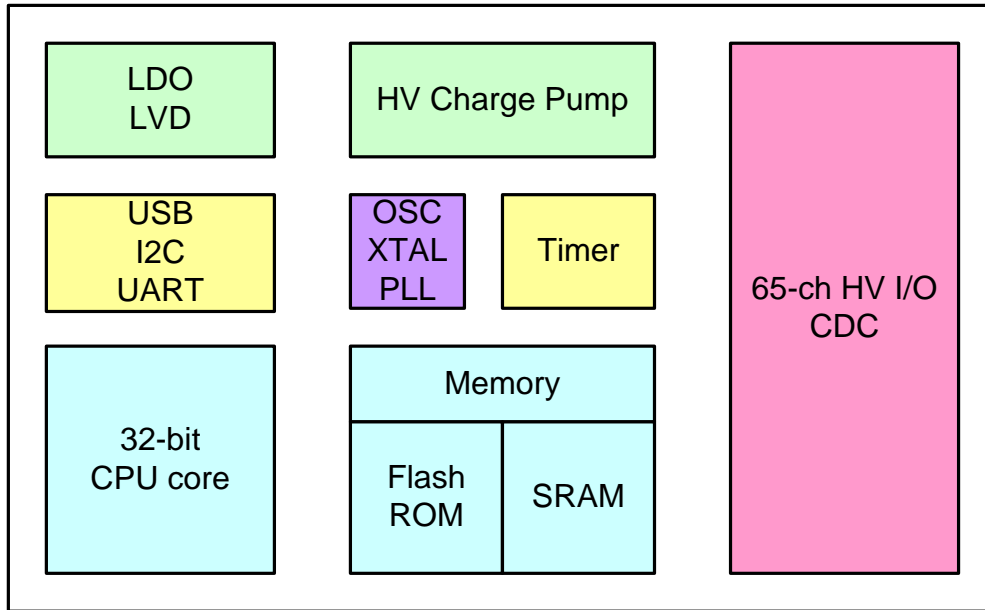 LDO
LVD
HV Charge Pump
USB
I2C
UART
OSC
XTAL
PLL
Timer
65-ch HV I/O
CDC
32-bit
CPU core
Memory
Flash
ROM
SRAM